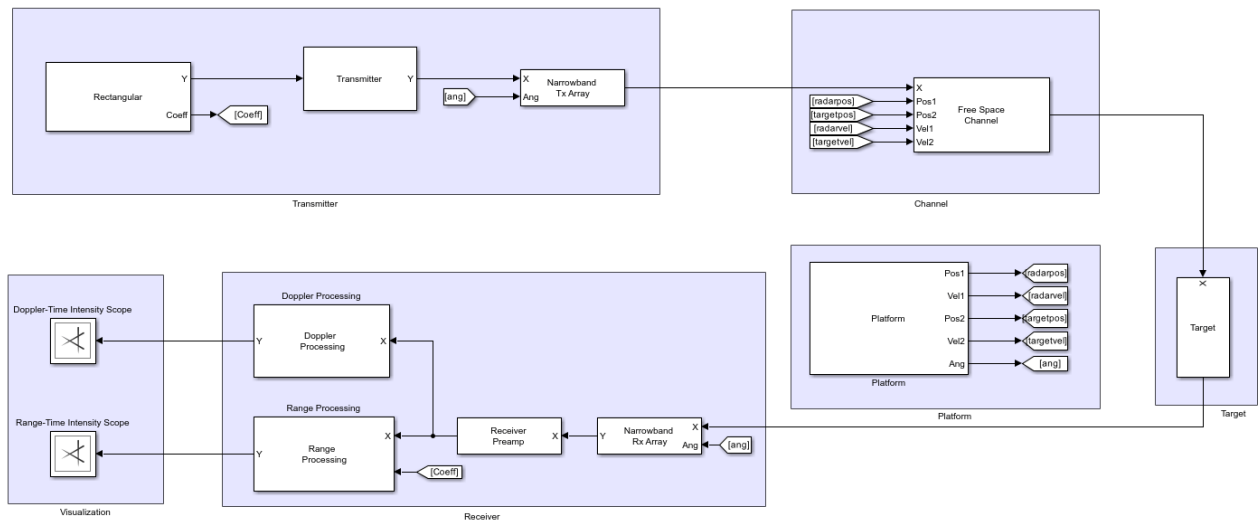 Rectangular
Y
Coeff
[Coeff]
Transmitter
Y
[ang]
X
Ang
Narrowband
Tx Array
Transmitter
[radarpos]
[targetpos]
[radarvel]
[targetvel]
X
Pos1
Pos2
Vel1
Vel2
Free Space
Channel
Channel
Platform
Pos1
Vel1
Pos2
Vel2
Ang
[radarpos]
[radarvel]
[targetpos]
[targetvel]
[ang]
Platform
Platform
X
Target
Target
Doppler-Time Intensity Scope
Range-Time Intensity Scope
Visualization
Doppler Processing
Y
Doppler
Processing
X
Range Processing
Y
Range
Processing
X
[Coeff]
Receiver
Preamp
X
Y
Narrowband
Rx Array
X
Ang
[ang]
Receiver